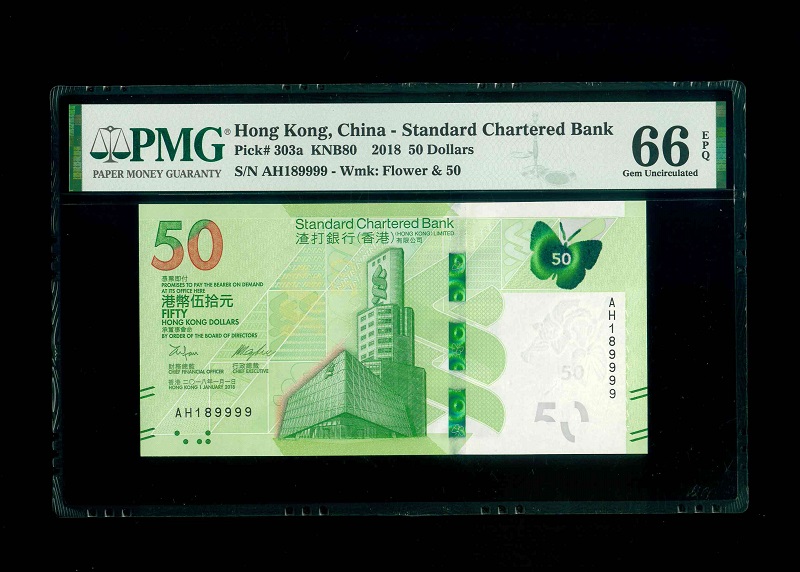 PMG®
PAPER MONEY GUARANTY
Hong Kong, China - Standard Chartered Bank
Pick# 303a KNB80 2018 50 Dollars
S/N AH189999 - Wmk: Flower & 50
66
EPQ
Gem Uncirculated
50
Standard Chartered Bank
渣打銀行(香港)
(HONG KONG) LIMITED
有限公司
50
憑票即付
PROMISES TO PAY THE BEARER ON DEMAND
AT ITS OFFICE HERE
港幣伍拾元
FIFTY
HONG KONG DOLLARS
承董事會命
BY ORDER OF THE BOARD OF DIRECTORS
財務總監
CHIEF FINANCIAL OFFICER
行政總裁
CHIEF EXECUTIVE
香港二〇一八年一月一日
HONG KONG 1 JANUARY 2018
AH189999
AH189999
50
50